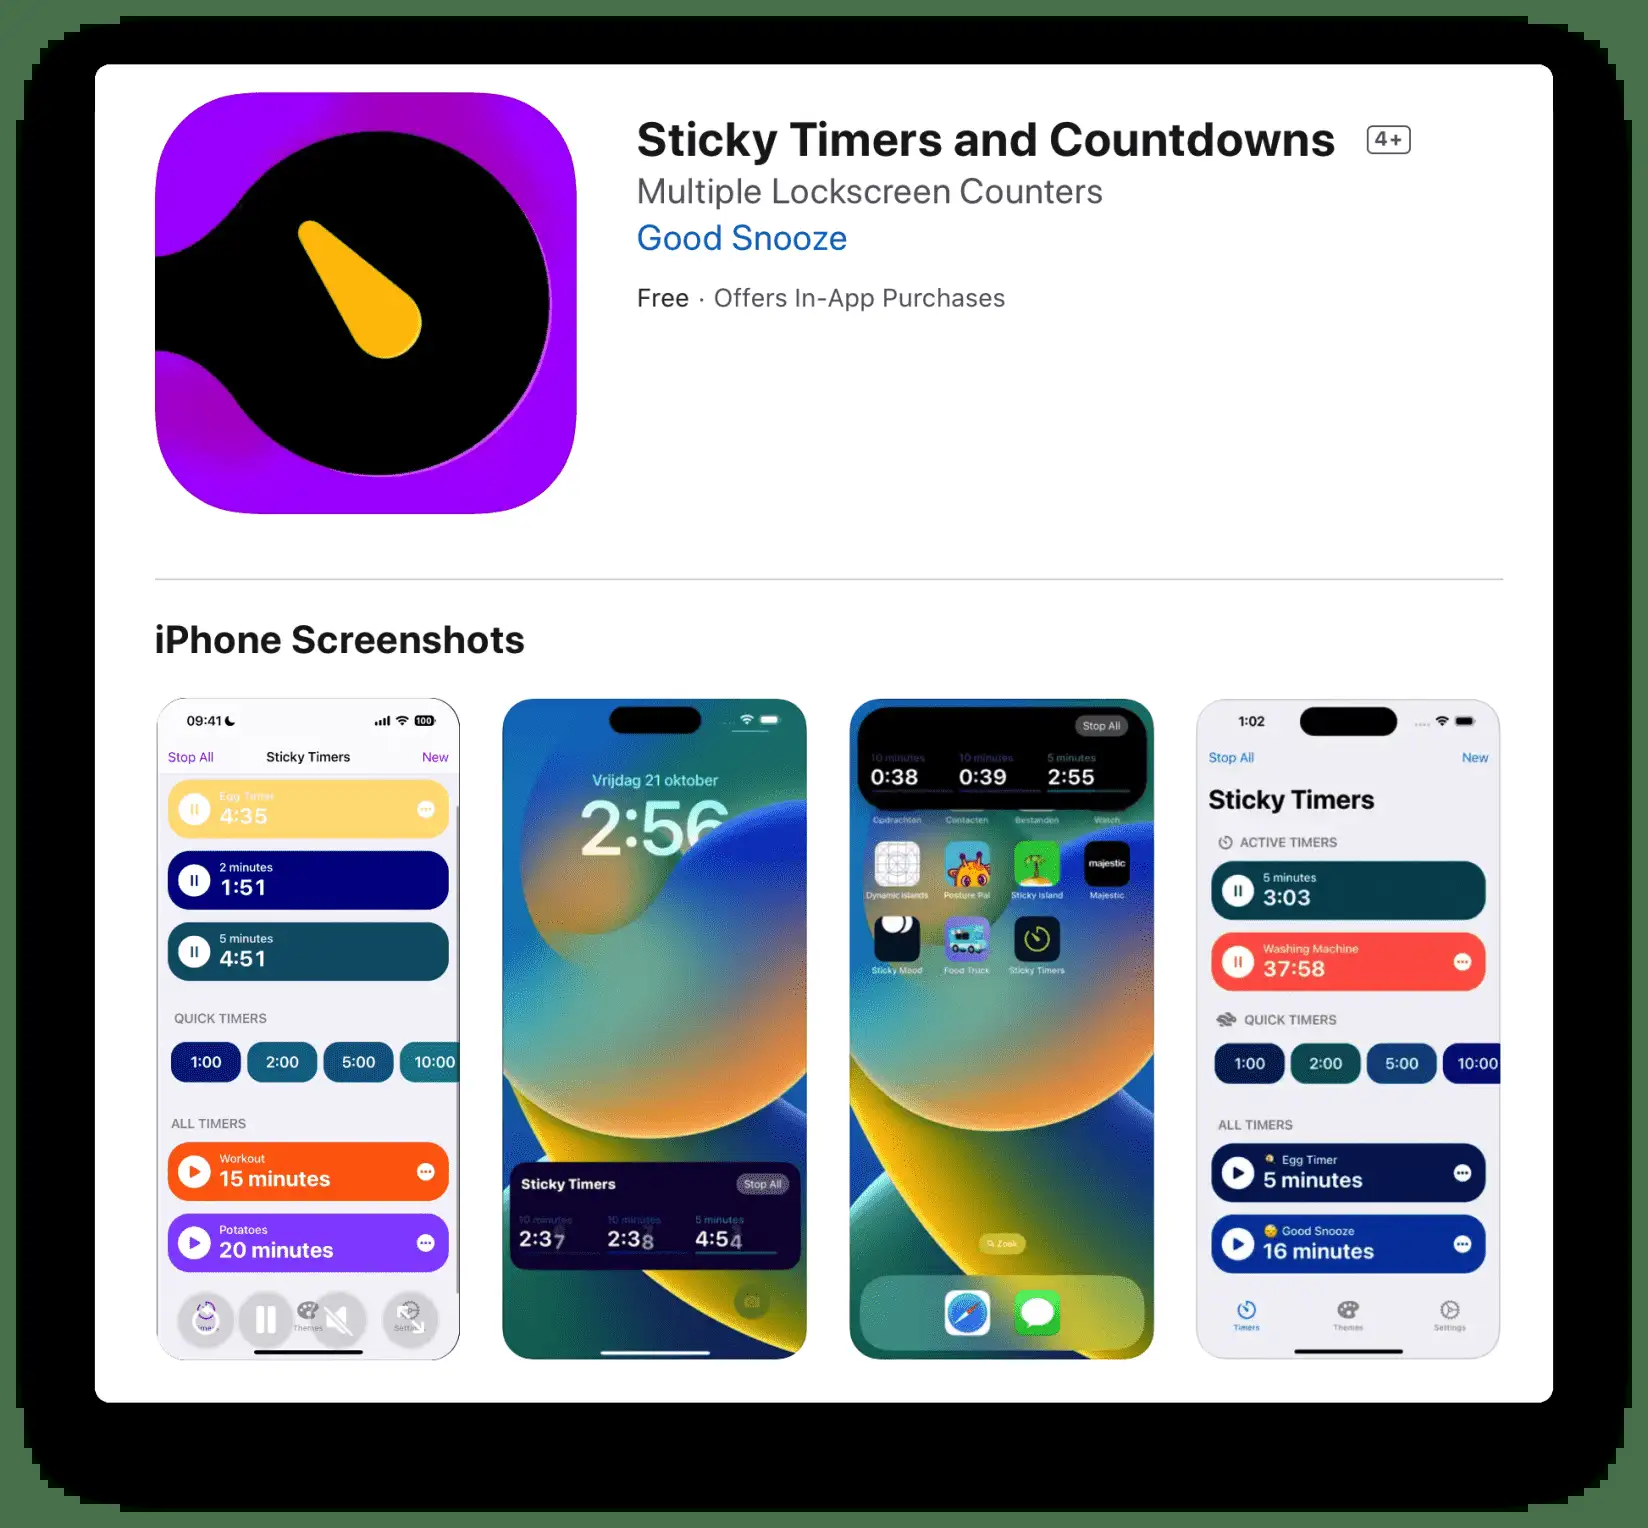 Sticky Timers and Countdowns 4+
Multiple Lockscreen Counters
Good Snooze
Free · Offers In-App Purchases
iPhone Screenshots
09:41 100
Stop All Sticky Timers New
Egg Timer
4:35
2 minutes
1:51
5 minutes
4:51
QUICK TIMERS
1:00 2:00 5:00 10:00
ALL TIMERS
Workout
15 minutes
Potatoes
20 minutes
Themes
Vrijdag 21 oktober
2:56
Sticky Timers Stop All
10 minutes 10 minutes 5 minutes
2:37 2:38 4:54
Stop All
10 minutes 10 minutes 5 minutes
0:38 0:39 2:55
Opdrachten Contacten Bestanden Watch
majestic
Dynamic Islands Posture Pal Sticky Island Majestic
Sticky Mood Food Truck Sticky Timers
Zoek
1:02
Stop All New
Sticky Timers
ACTIVE TIMERS
5 minutes
3:03
Washing Machine
37:58
QUICK TIMERS
1:00 2:00 5:00 10:00
ALL TIMERS
Egg Timer
5 minutes
Good Snooze
16 minutes
Timers Themes Settings